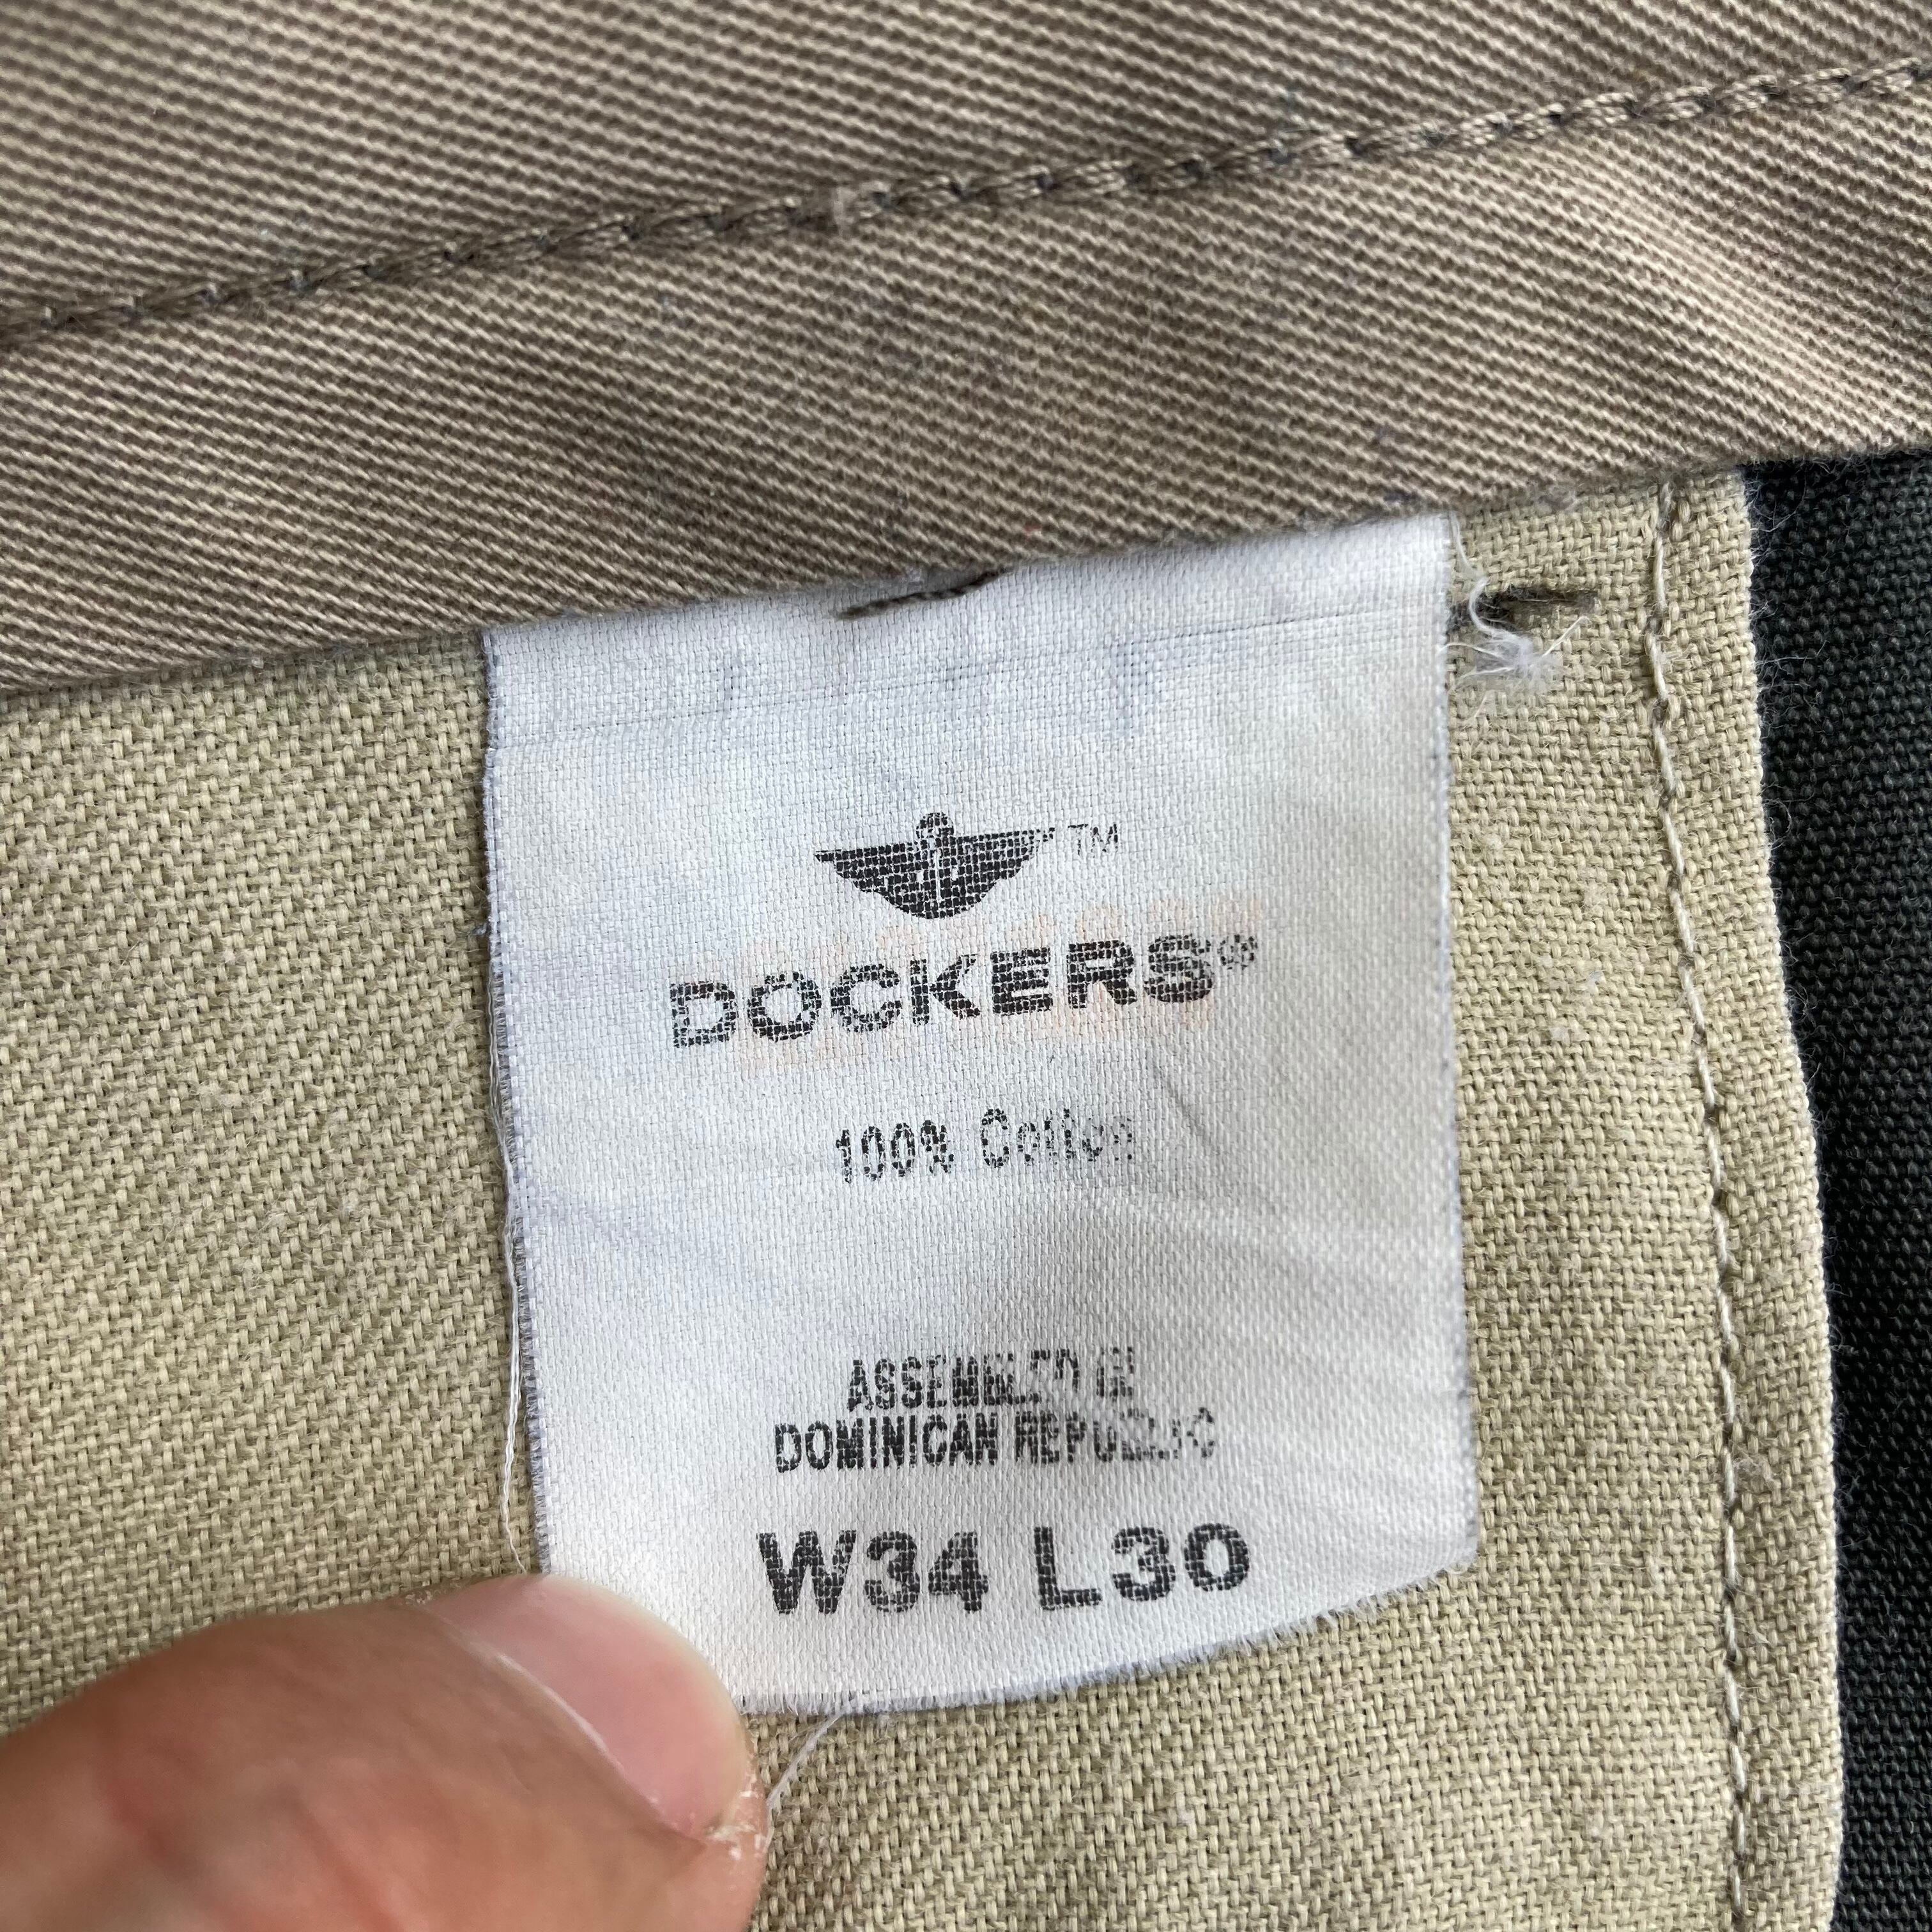 TM
DOCKERS®
100% Cotton
ASSEMBLED IN
DOMINICAN REPUBLIC
W34 L30